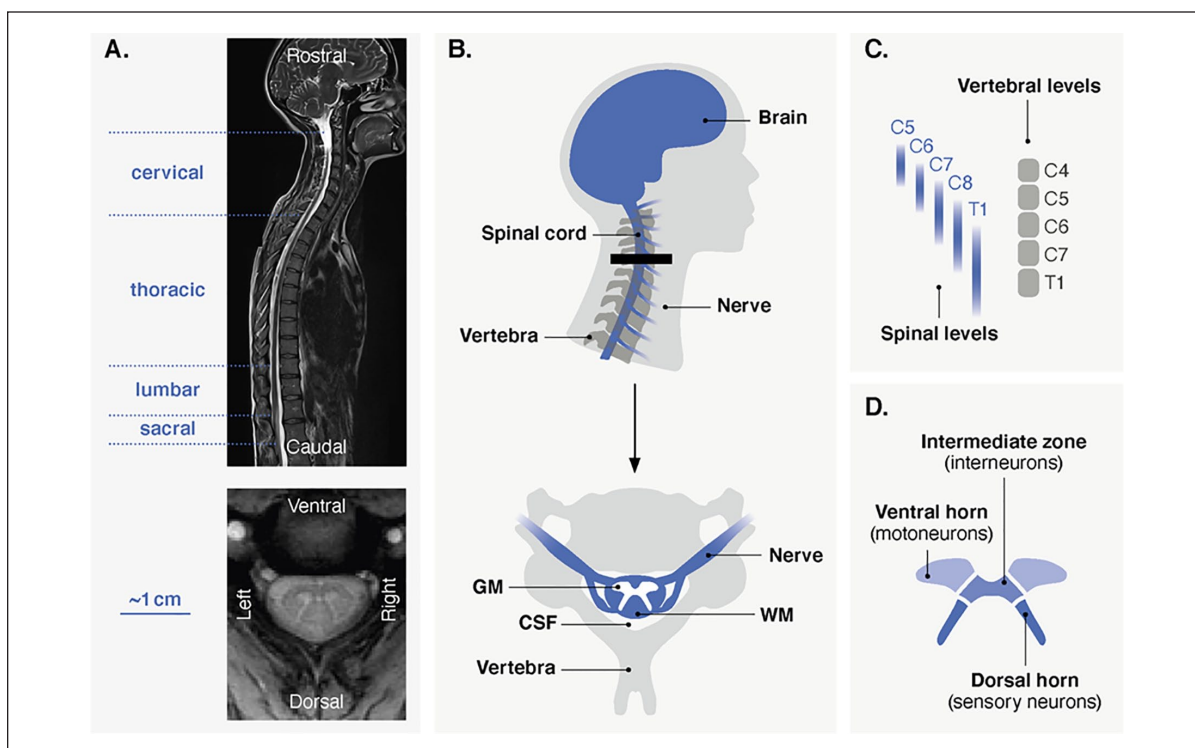 A.
Rostral
cervical
thoracic
lumbar
sacral
Caudal
Ventral
~1 cm
Left
Right
Dorsal
B.
Brain
Spinal cord
Nerve
Vertebra
Nerve
GM
WM
CSF
Vertebra
C.
Vertebral levels
C5
C6
C7
C8
T1
C4
C5
C6
C7
T1
Spinal levels
D.
Intermediate zone
(interneurons)
Ventral horn
(motoneurons)
Dorsal horn
(sensory neurons)